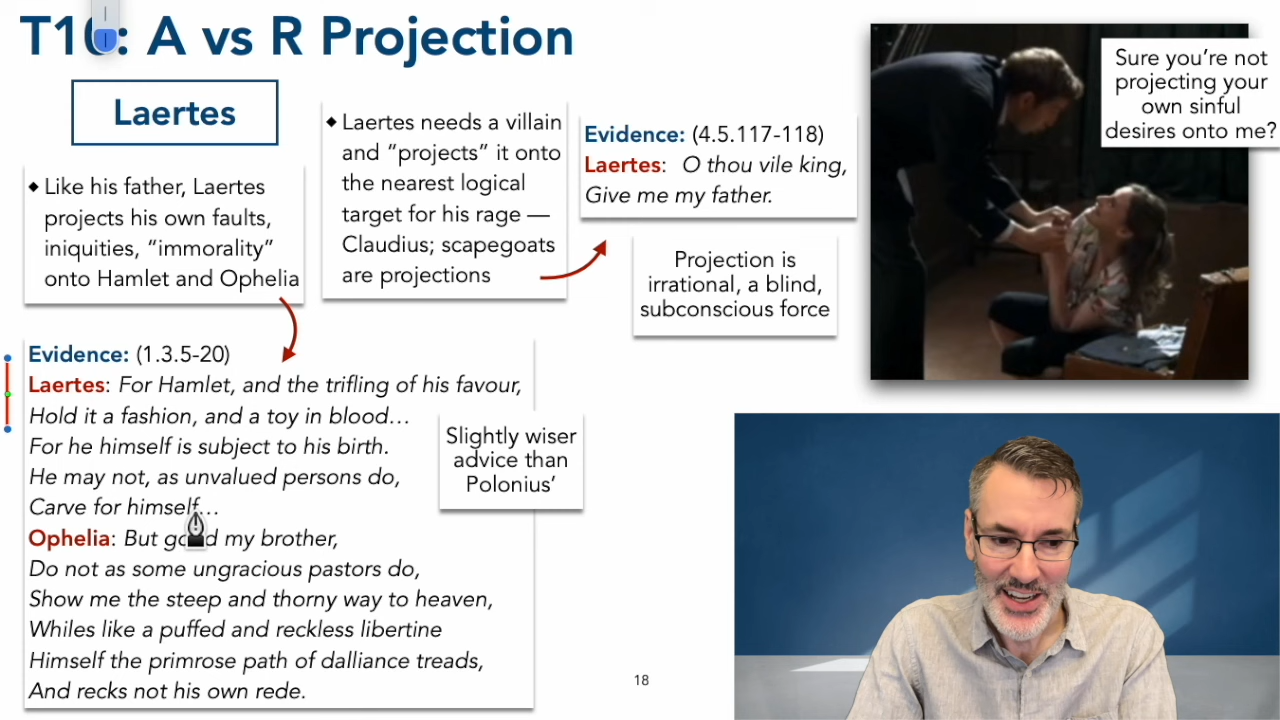 T10: A vs R Projection
Laertes
◆ Like his father, Laertes
projects his own faults,
iniquities, “immorality”
onto Hamlet and Ophelia
◆ Laertes needs a villain
and “projects” it onto
the nearest logical
target for his rage —
Claudius; scapegoats
are projections
Evidence: (4.5.117-118)
Laertes: O thou vile king,
Give me my father.
Projection is
irrational, a blind,
subconscious force
Sure you’re not
projecting your
own sinful
desires onto me?
Evidence: (1.3.5-20)
Laertes: For Hamlet, and the trifling of his favour,
Hold it a fashion, and a toy in blood…
For he himself is subject to his birth.
He may not, as unvalued persons do,
Carve for himself…
Ophelia: But good my brother,
Do not as some ungracious pastors do,
Show me the steep and thorny way to heaven,
Whiles like a puffed and reckless libertine
Himself the primrose path of dalliance treads,
And recks not his own rede.
Slightly wiser
advice than
Polonius’
18